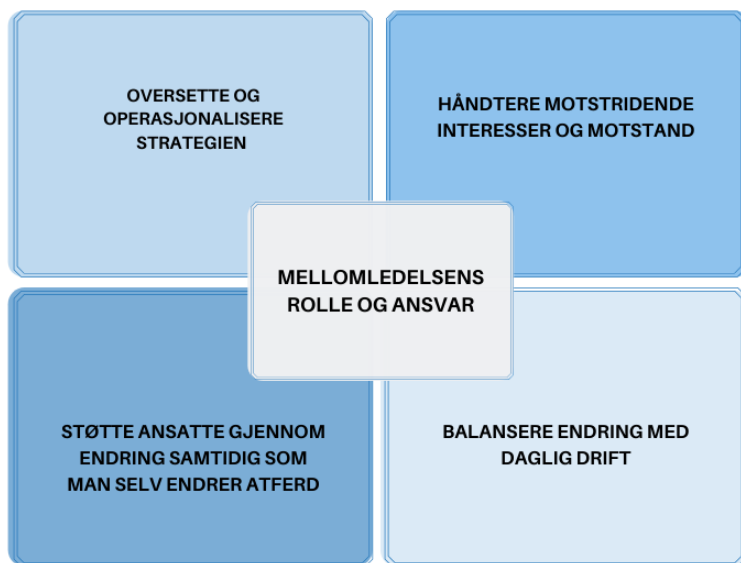 OVERSETTE OG
OPERASJONALISERE
STRATEGIEN
HÅNDTERE MOTSTRIDENDE
INTERESSER OG MOTSTAND
MELLOMLEDELSENS
ROLLE OG ANSVAR
STØTTE ANSATTE GJENNOM
ENDRING SAMTIDIG SOM
MAN SELV ENDRER ATFERD
BALANSERE ENDRING MED
DAGLIG DRIFT